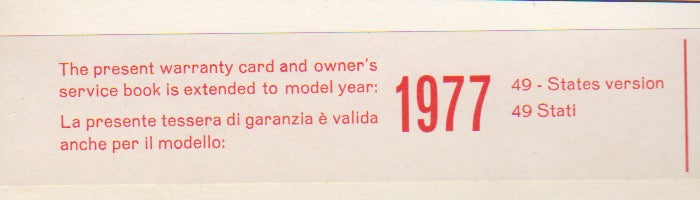 The present warranty card and owner's
service book is extended to model year:
La presente tessera di garanzia è valida
anche per il modello:
1977
49 - States version
49 Stati